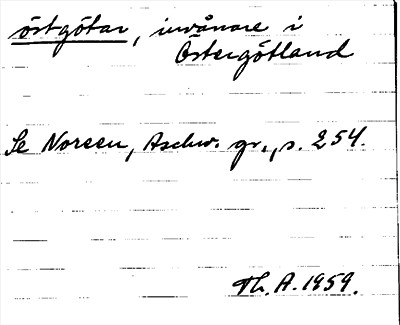 östgötar, invånare i
Östergötland
Se Noreen, Aschw. gr., s. 254.
Th. A. 1959.